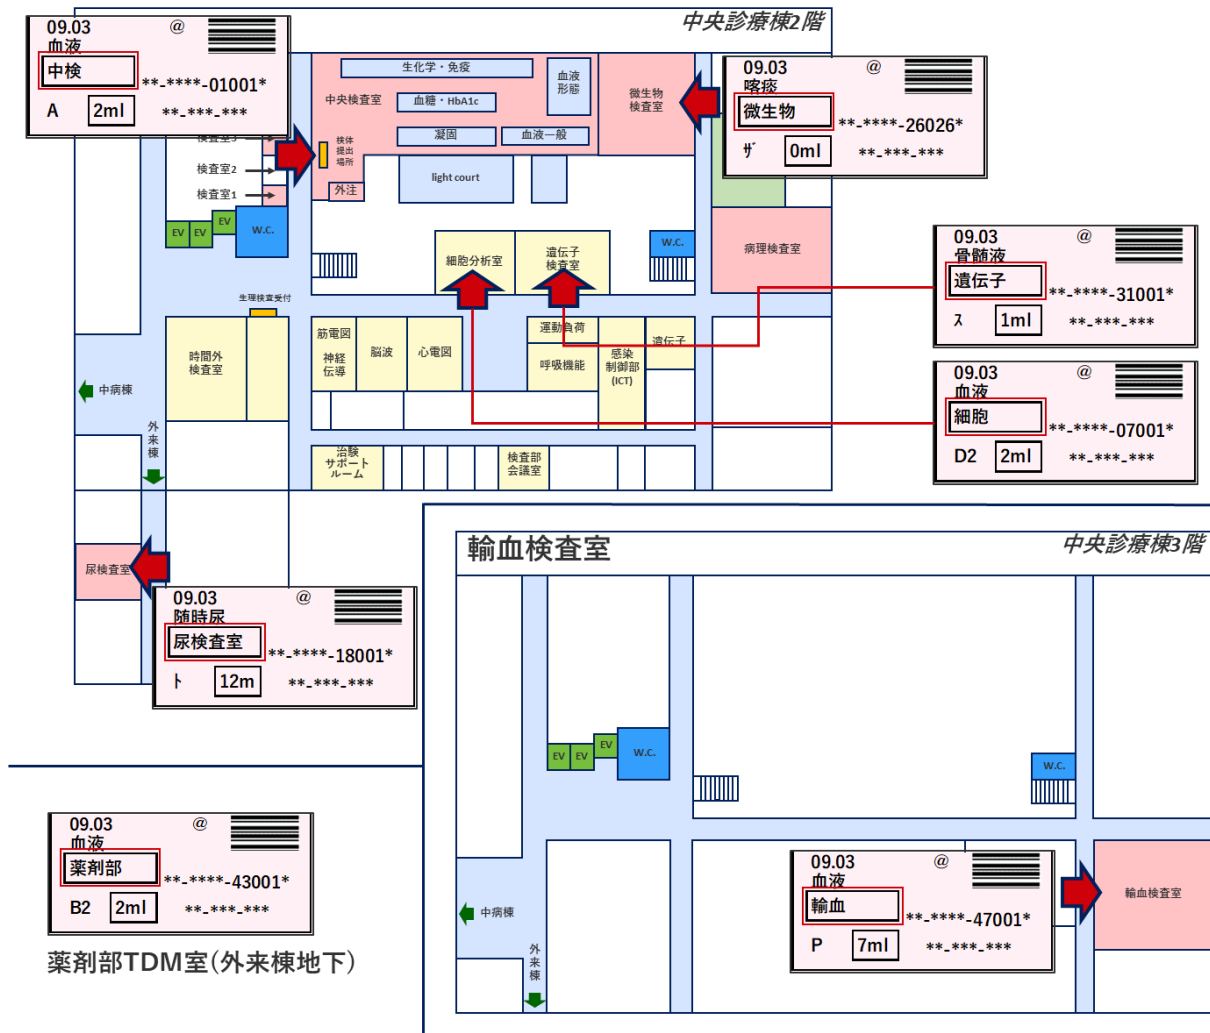 中央診療棟2階
09.03
@
血液
中検
**-****-01001*
A
2ml
**-***-***
生化学・免疫
血液
形態
中央検査室
血糖・HbA1c
微生物
検査室
凝固
血液一般
検体
提出
場所
検査室2
検査室1
外注
light court
09.03
@
喀痰
微生物
**-****-26026*
ザ
0ml
**-***-***
EV
EV
EV
W.C.
細胞分析室
遺伝子
検査室
W.C.
病理検査室
09.03
@
骨髄液
遺伝子
**-****-31001*
ス
1ml
**-***-***
生理検査受付
時間外
検査室
筋電図
神経
伝導
脳波
心電図
運動負荷
呼吸機能
感染
制御部
(ICT)
遺伝子
中病棟
外来棟
09.03
@
血液
細胞
**-****-07001*
D2
2ml
**-***-***
治験
サポート
ルーム
検査部
会議室
尿検査室
09.03
@
随時尿
尿検査室
**-****-18001*
ト
12m
**-***-***
輸血検査室
中央診療棟3階
EV
EV
EV
W.C.
W.C.
中病棟
外来棟
09.03
@
血液
輸血
**-****-47001*
P
7ml
**-***-***
輸血検査室
09.03
@
血液
薬剤部
**-****-43001*
B2
2ml
**-***-***
薬剤部TDM室(外来棟地下)